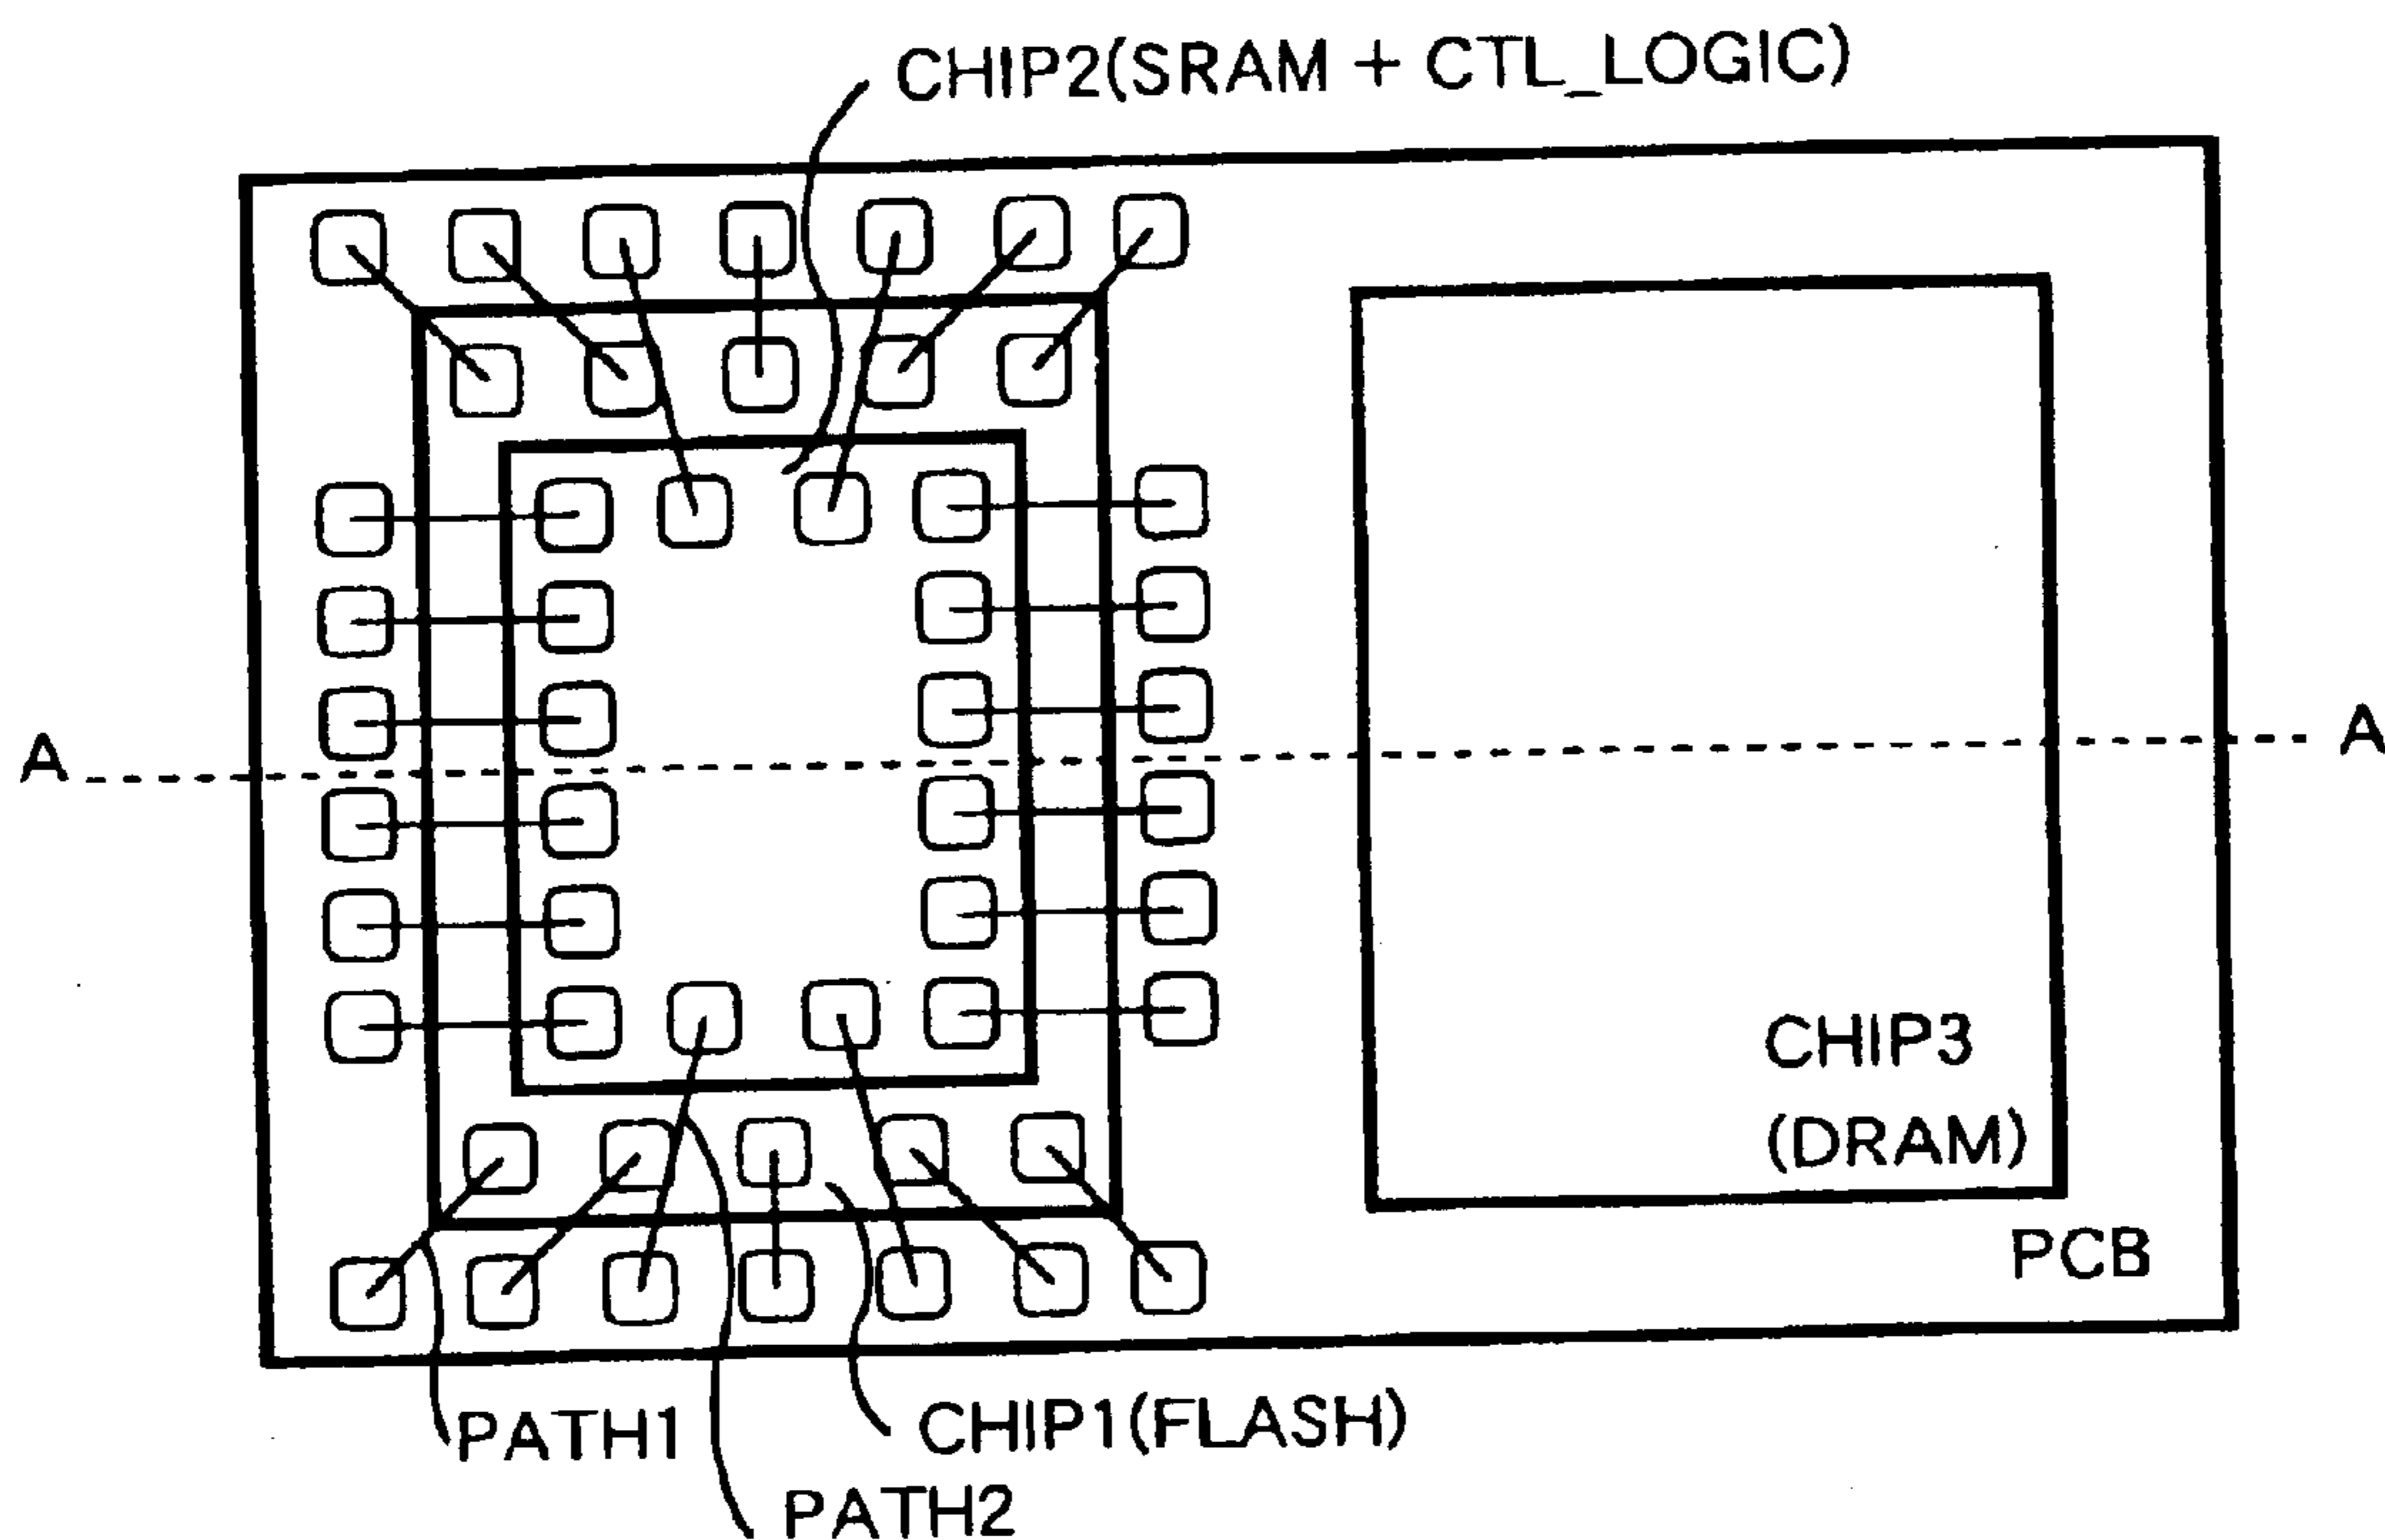 CHIP2(SRAM + CTL_LOGIC)
A
A
CHIP3
(DRAM)
PCB
PATH1
CHIP1(FLASH)
PATH2